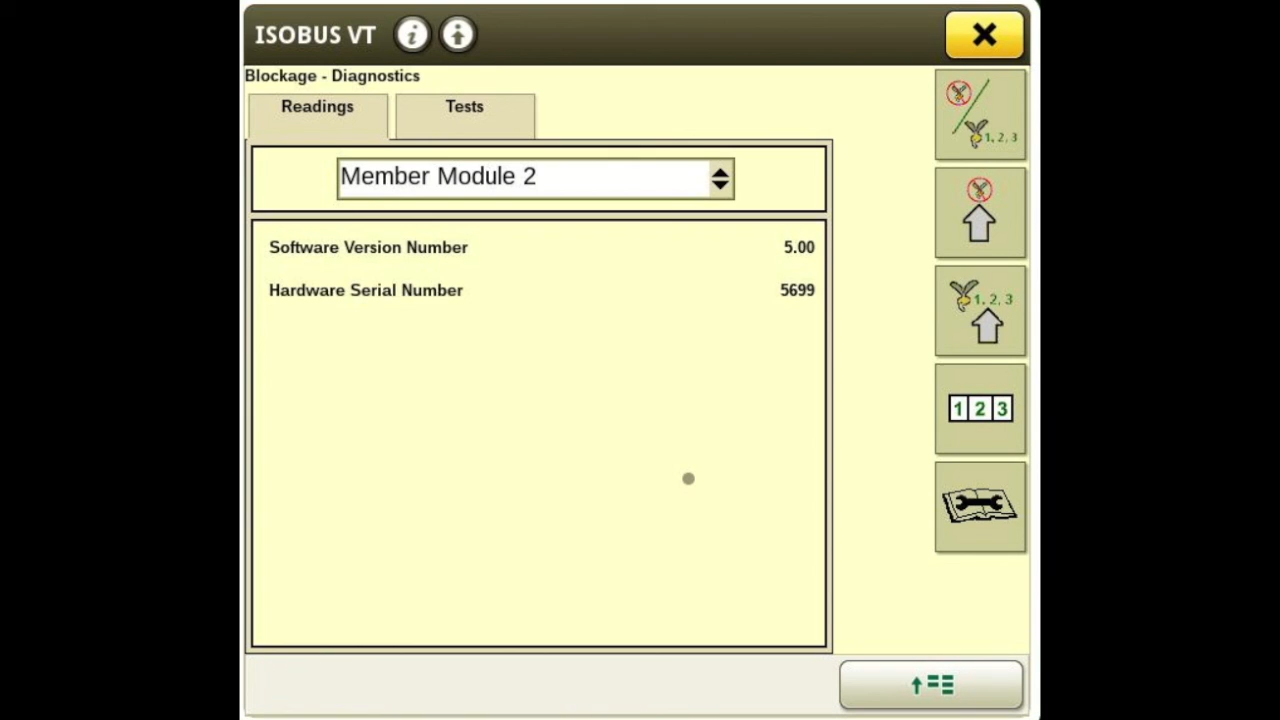 ISOBUS VT
Blockage - Diagnostics
Readings
Tests
Member Module 2
Software Version Number 5.00
Hardware Serial Number 5699
1, 2, 3
1, 2, 3
1 2 3